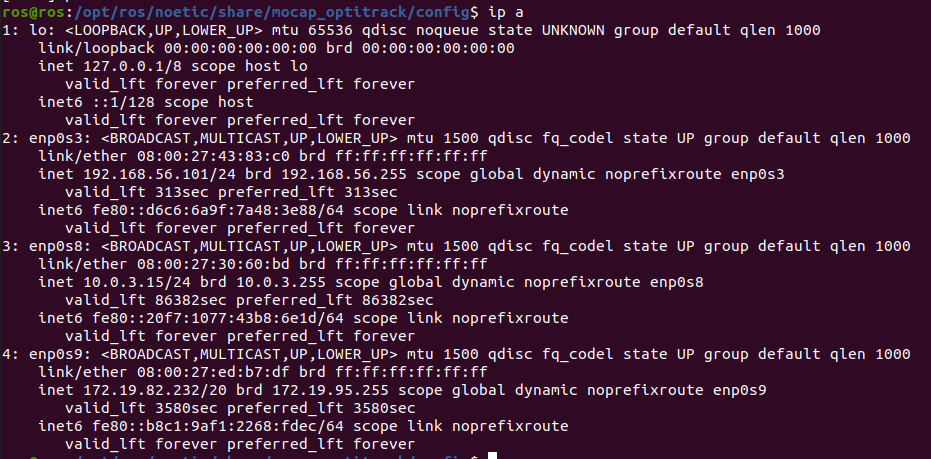 ros@ros:/opt/ros/noetic/share/mocap_optitrack/config$ ip a
1: lo: <LOOPBACK,UP,LOWER_UP> mtu 65536 qdisc noqueue state UNKNOWN group default qlen 1000
    link/loopback 00:00:00:00:00:00 brd 00:00:00:00:00:00
    inet 127.0.0.1/8 scope host lo
       valid_lft forever preferred_lft forever
    inet6 ::1/128 scope host
       valid_lft forever preferred_lft forever
2: enp0s3: <BROADCAST,MULTICAST,UP,LOWER_UP> mtu 1500 qdisc fq_codel state UP group default qlen 1000
    link/ether 08:00:27:43:83:c0 brd ff:ff:ff:ff:ff:ff
    inet 192.168.56.101/24 brd 192.168.56.255 scope global dynamic noprefixroute enp0s3
       valid_lft 313sec preferred_lft 313sec
    inet6 fe80::d6c6:6a9f:7a48:3e88/64 scope link noprefixroute
       valid_lft forever preferred_lft forever
3: enp0s8: <BROADCAST,MULTICAST,UP,LOWER_UP> mtu 1500 qdisc fq_codel state UP group default qlen 1000
    link/ether 08:00:27:30:60:bd brd ff:ff:ff:ff:ff:ff
    inet 10.0.3.15/24 brd 10.0.3.255 scope global dynamic noprefixroute enp0s8
       valid_lft 86382sec preferred_lft 86382sec
    inet6 fe80::20f7:1077:43b8:6e1d/64 scope link noprefixroute
       valid_lft forever preferred_lft forever
4: enp0s9: <BROADCAST,MULTICAST,UP,LOWER_UP> mtu 1500 qdisc fq_codel state UP group default qlen 1000
    link/ether 08:00:27:ed:b7:df brd ff:ff:ff:ff:ff:ff
    inet 172.19.82.232/20 brd 172.19.95.255 scope global dynamic noprefixroute enp0s9
       valid_lft 3580sec preferred_lft 3580sec
    inet6 fe80::b8c1:9af1:2268:fdec/64 scope link noprefixroute
       valid_lft forever preferred_lft forever